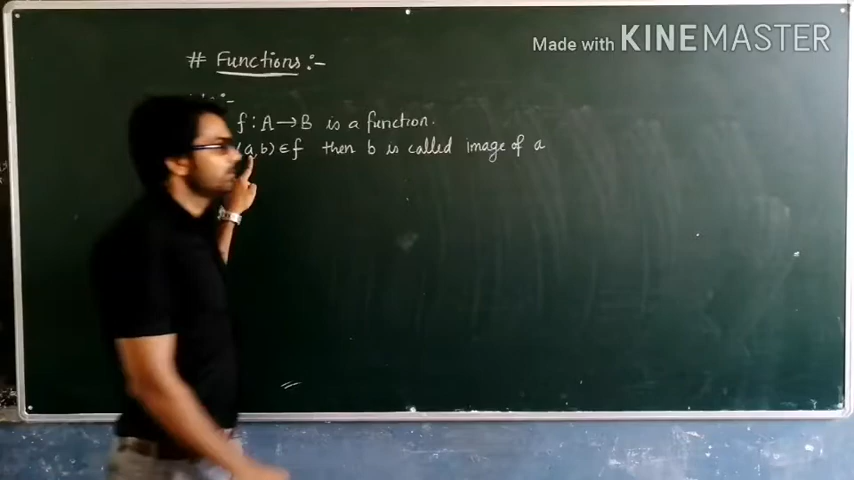 Made with KINEMASTER
# Functions :-
f : A → B is a function.
(a, b) ∈ f then b is called image of a